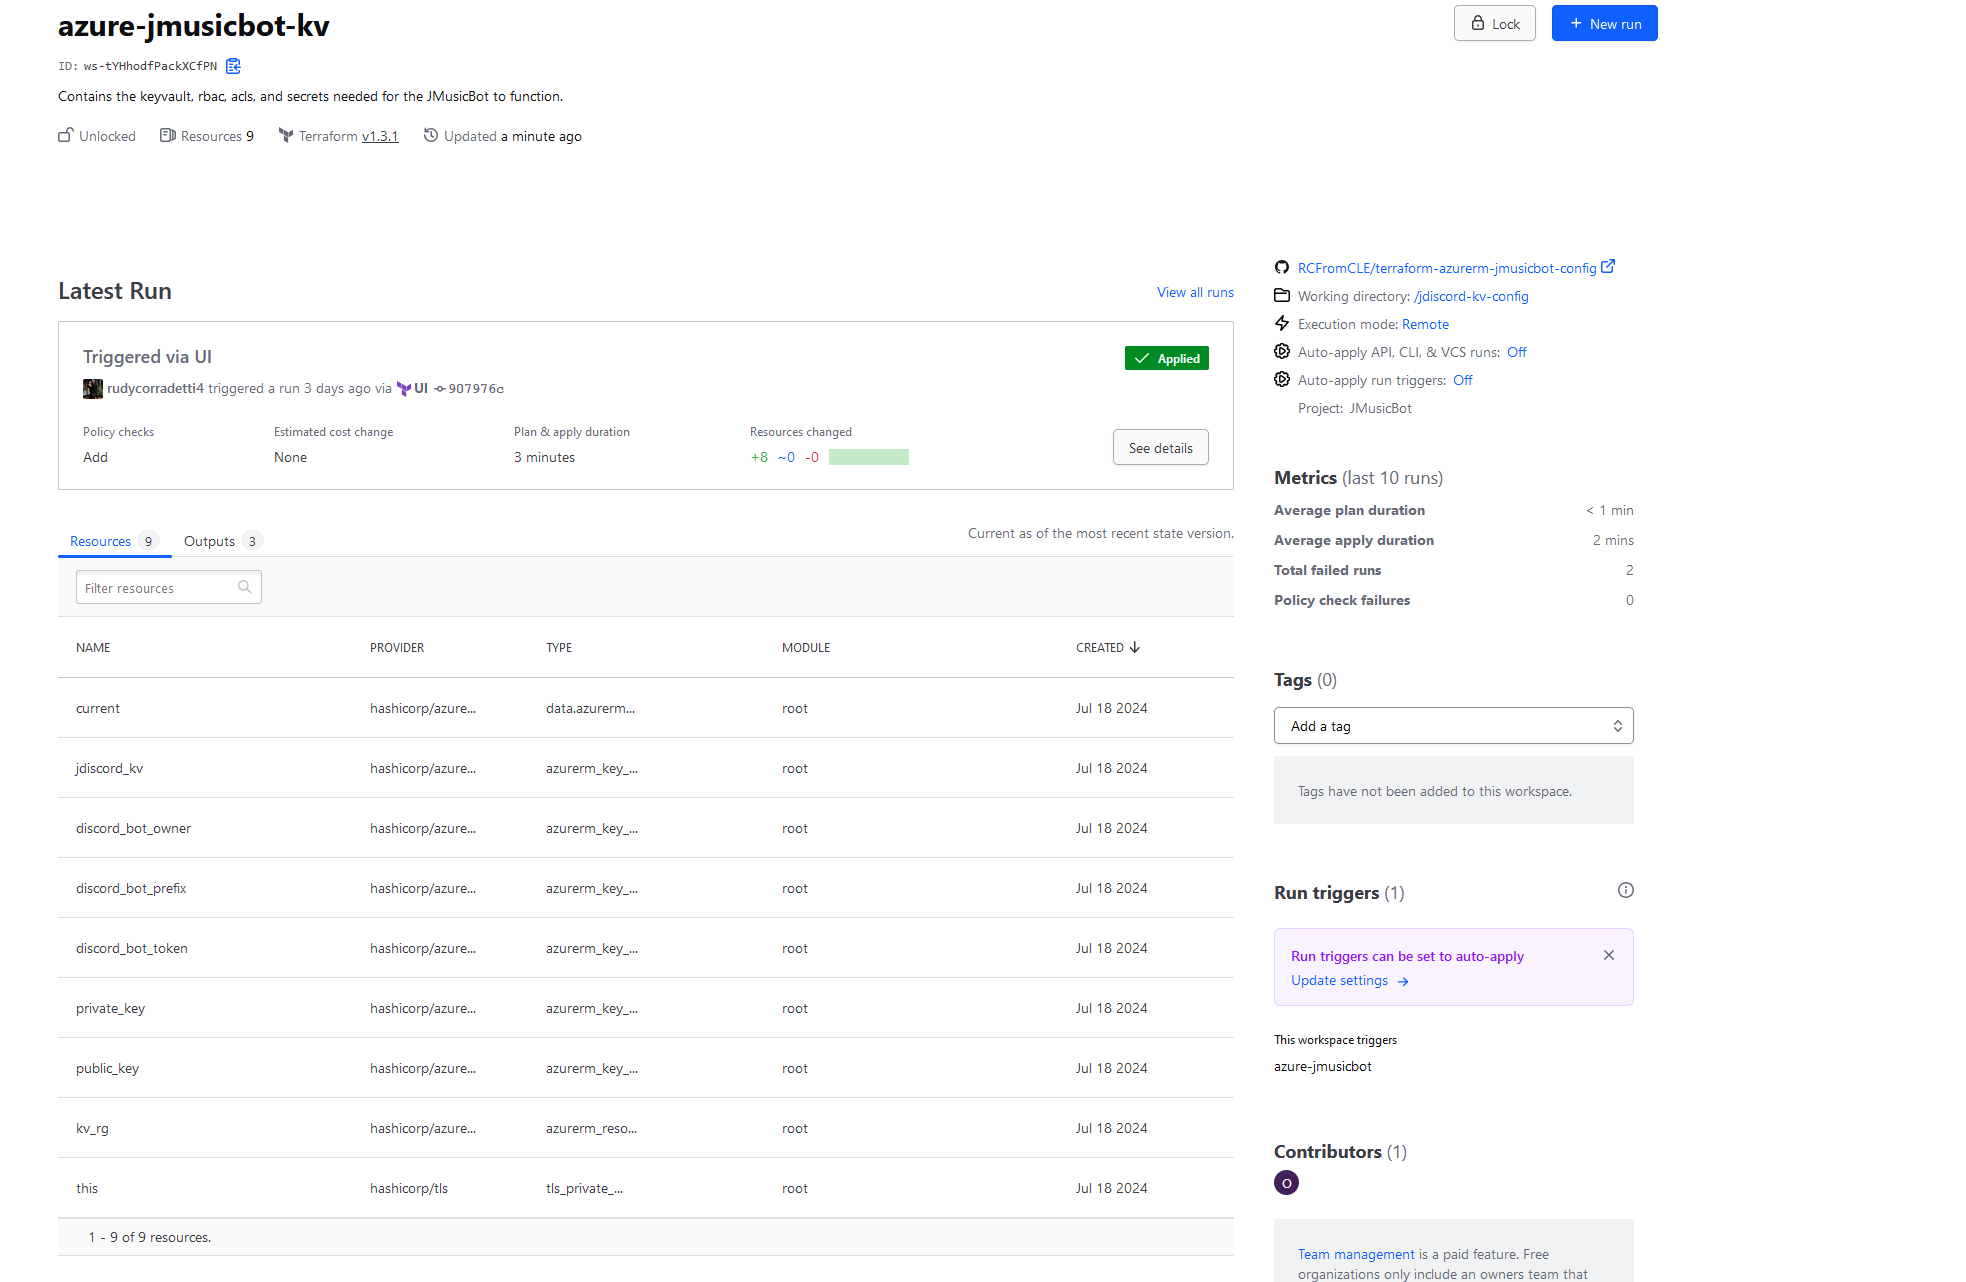 azure-jmusicbot-kv
Lock
New run
ID: ws-tYHhodfPackXCfPN
Contains the keyvault, rbac, acls, and secrets needed for the JMusicBot to function.
Unlocked Resources 9 Terraform v1.3.1 Updated a minute ago
Latest Run
View all runs
Triggered via UI
Applied
rudycorradetti4 triggered a run 3 days ago via UI 907976c
Policy checks Estimated cost change Plan & apply duration Resources changed
Add None 3 minutes +8 ~0 -0
See details
Resources 9 Outputs 3
Current as of the most recent state version.
Filter resources
NAME PROVIDER TYPE MODULE CREATED
current hashicorp/azure... data.azurerm... root Jul 18 2024
jdiscord_kv hashicorp/azure... azurerm_key_... root Jul 18 2024
discord_bot_owner hashicorp/azure... azurerm_key_... root Jul 18 2024
discord_bot_prefix hashicorp/azure... azurerm_key_... root Jul 18 2024
discord_bot_token hashicorp/azure... azurerm_key_... root Jul 18 2024
private_key hashicorp/azure... azurerm_key_... root Jul 18 2024
public_key hashicorp/azure... azurerm_key_... root Jul 18 2024
kv_rg hashicorp/azure... azurerm_reso... root Jul 18 2024
this hashicorp/tls tls_private_... root Jul 18 2024
1 - 9 of 9 resources.
RCFromCLE/terraform-azurerm-jmusicbot-config
Working directory: /jdiscord-kv-config
Execution mode: Remote
Auto-apply API, CLI, & VCS runs: Off
Auto-apply run triggers: Off
Project: JMusicBot
Metrics (last 10 runs)
Average plan duration < 1 min
Average apply duration 2 mins
Total failed runs 2
Policy check failures 0
Tags (0)
Add a tag
Tags have not been added to this workspace.
Run triggers (1)
Run triggers can be set to auto-apply
Update settings
This workspace triggers
azure-jmusicbot
Contributors (1)
O
Team management is a paid feature. Free
organizations only include an owners team that